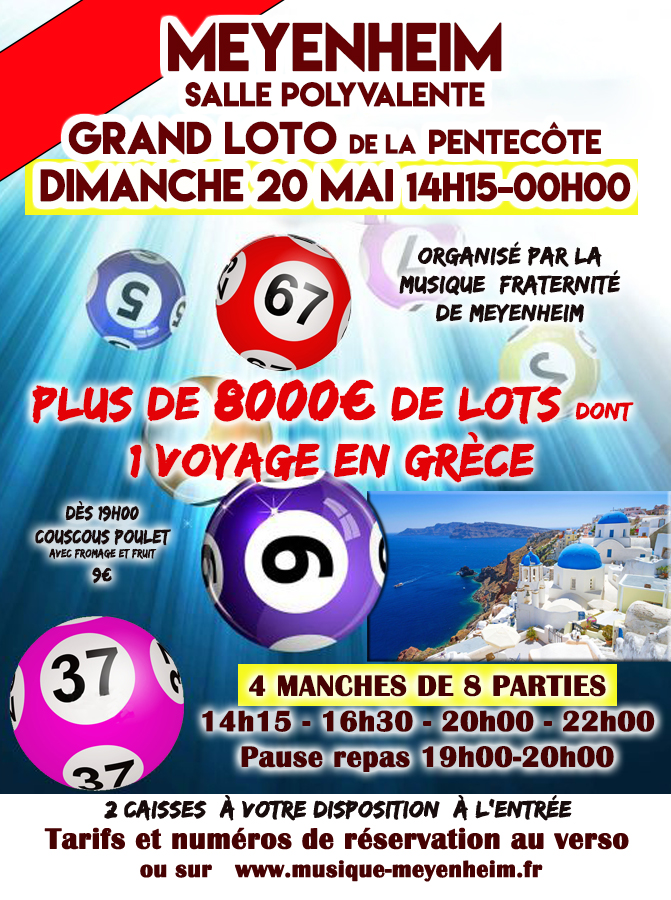 MEYENHEIM
SALLE POLYVALENTE
GRAND LOTO DE LA PENTECÔTE
DIMANCHE 20 MAI 14H15-00H00
ORGANISÉ PAR LA
MUSIQUE FRATERNITÉ
DE MEYENHEIM
5
67
67
PLUS DE 8000€ DE LOTS DONT
1 VOYAGE EN GRÈCE
DÈS 19H00
COUSCOUS POULET
AVEC FROMAGE ET FRUIT
9€
37
37
4 MANCHES DE 8 PARTIES
14h15 - 16h30 - 20h00 - 22h00
Pause repas 19h00-20h00
2 CAISSES À VOTRE DISPOSITION À L'ENTRÉE
Tarifs et numéros de réservation au verso
ou sur www.musique-meyenheim.fr